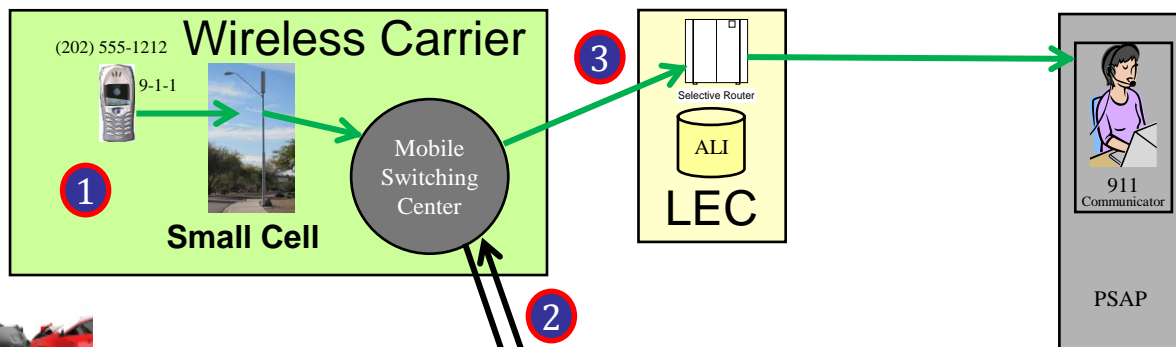 Wireless Carrier
(202) 555-1212
9-1-1
1
Small Cell
Mobile
Switching
Center
2
3
Selective Router
ALI
LEC
911
Communicator
PSAP